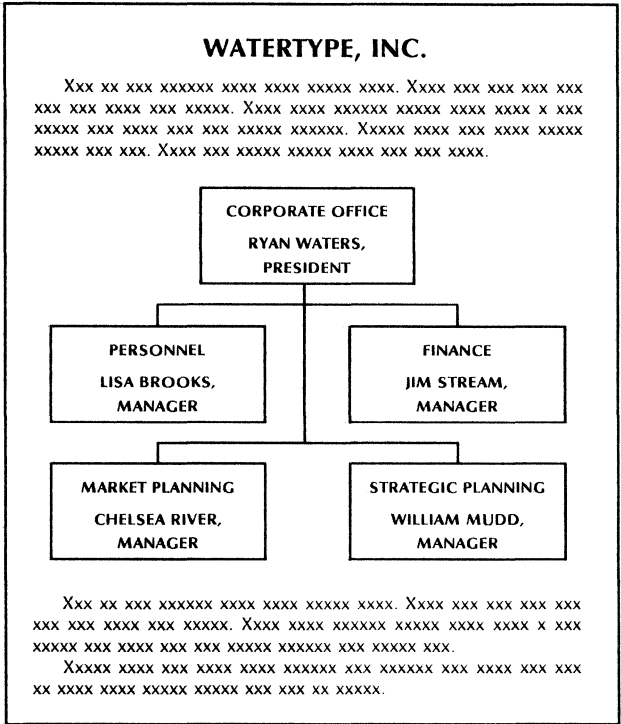 WATERTYPE, INC.
Xxx xx xxx xxxxxx xxxx xxxx xxxxx xxxx. Xxxx xxx xxx xxx xxx
xxx xxx xxxx xxx xxxxx. Xxxx xxxx xxxxxx xxxxx xxxx xxxx x xxx
xxxxx xxx xxxx xxx xxx xxxxx xxxxxx. Xxxxx xxxx xxx xxxx xxxxx
xxxxx xxx xxx. Xxxx xxx xxxxx xxxxx xxxx xxx xxx xxxx.
CORPORATE OFFICE
RYAN WATERS,
PRESIDENT
PERSONNEL
LISA BROOKS,
MANAGER
FINANCE
JIM STREAM,
MANAGER
MARKET PLANNING
CHELSEA RIVER,
MANAGER
STRATEGIC PLANNING
WILLIAM MUDD,
MANAGER
Xxx xx xxx xxxxxx xxxx xxxx xxxxx xxxx. Xxxx xxx xxx xxx xxx
xxx xxx xxxx xxx xxxxx. Xxxx xxxx xxxxxx xxxxx xxxx xxxx x xxx
xxxxx xxx xxxx xxx xxx xxxxx xxxxxx xxx xxxxx xxx.
Xxxxx xxxx xxx xxxx xxxx xxxxxx xxx xxxxxx xxx xxxx xxx xxx
xx xxxx xxxx xxxxx xxxxx xxx xxx xx xxxxx.